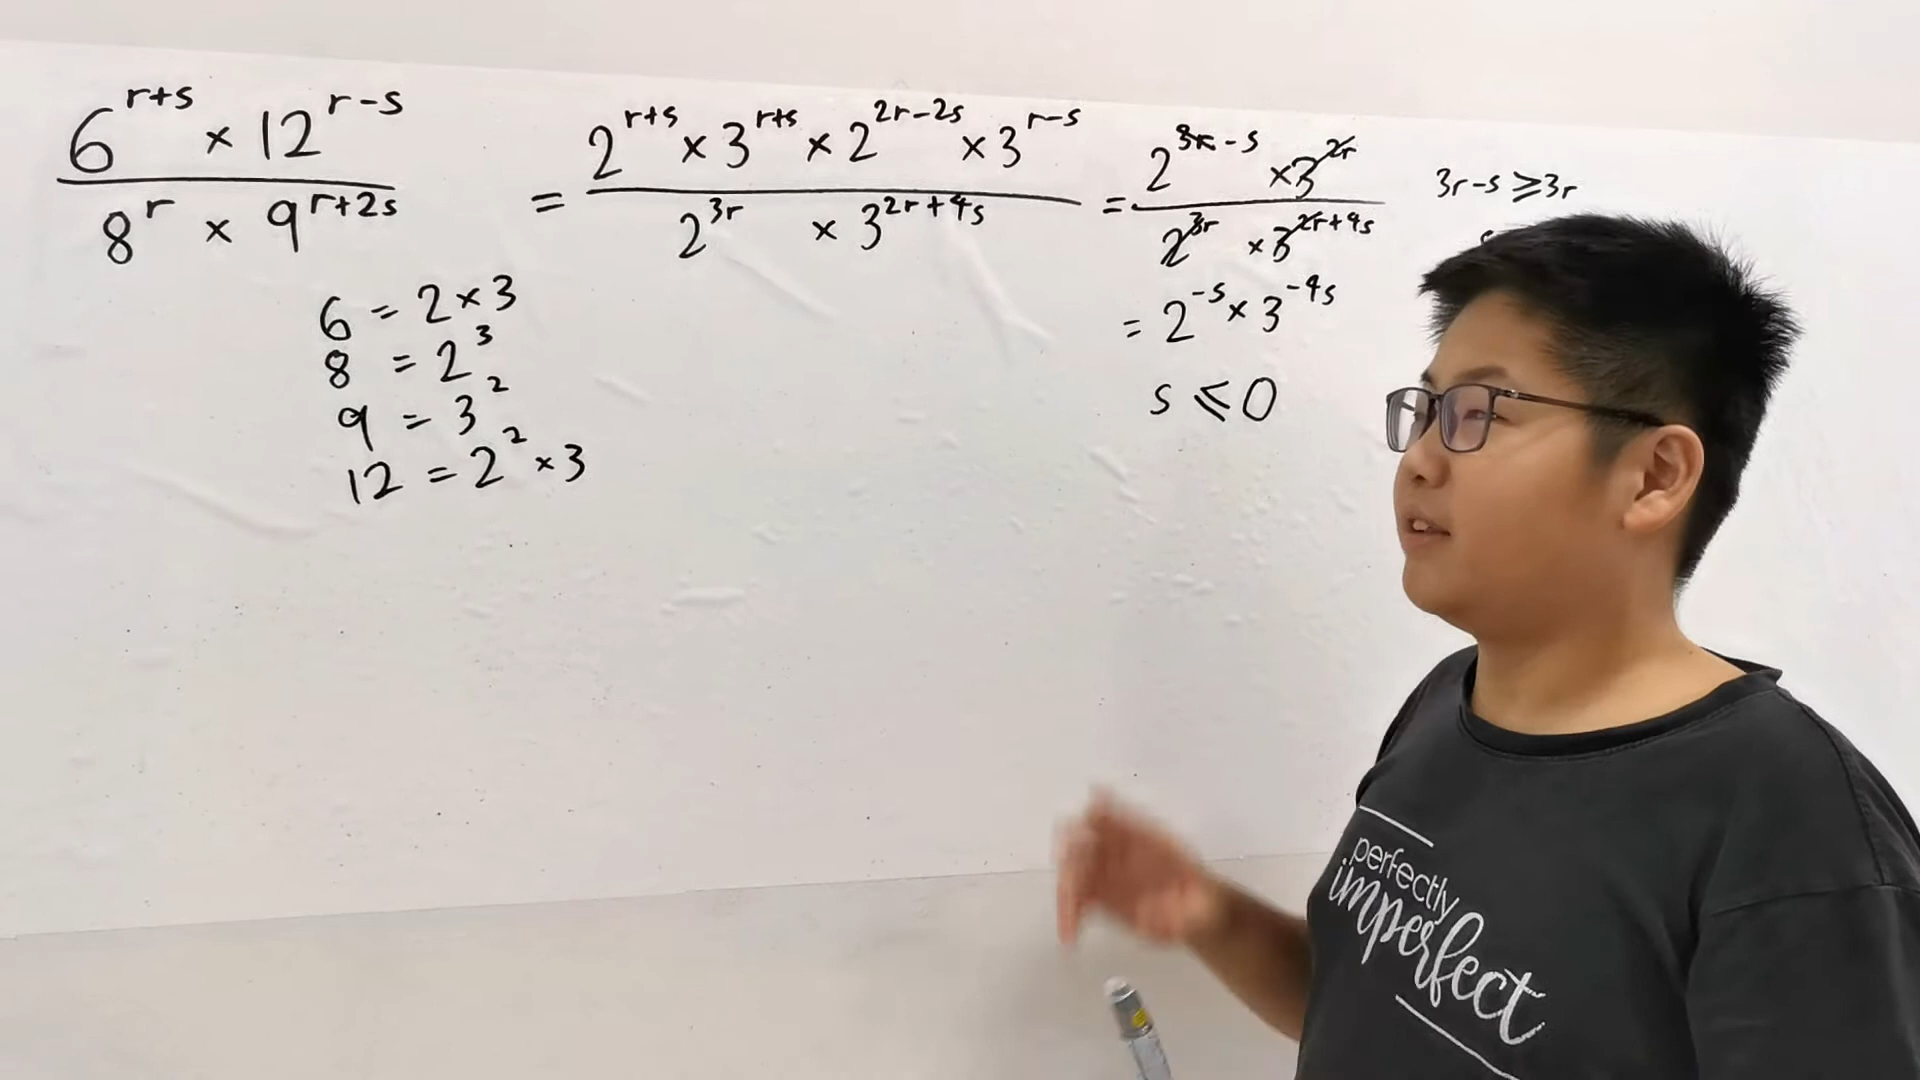 6^{r+s} × 12^{r-s} / 8^r × 9^{r+2s} = 2^{r+s} × 3^{r+s} × 2^{2r-2s} × 3^{r-s} / 2^{3r} × 3^{2r+4s} = 2^{3r-s} × 3^{2r} / 2^{3r} × 3^{2r+4s}
3r-s ⩾ 3r
= 2^{-s} × 3^{-4s}
s ⩽ 0
6 = 2 × 3
8 = 2^3
9 = 3^2
12 = 2^2 × 3
perfectly
imperfect